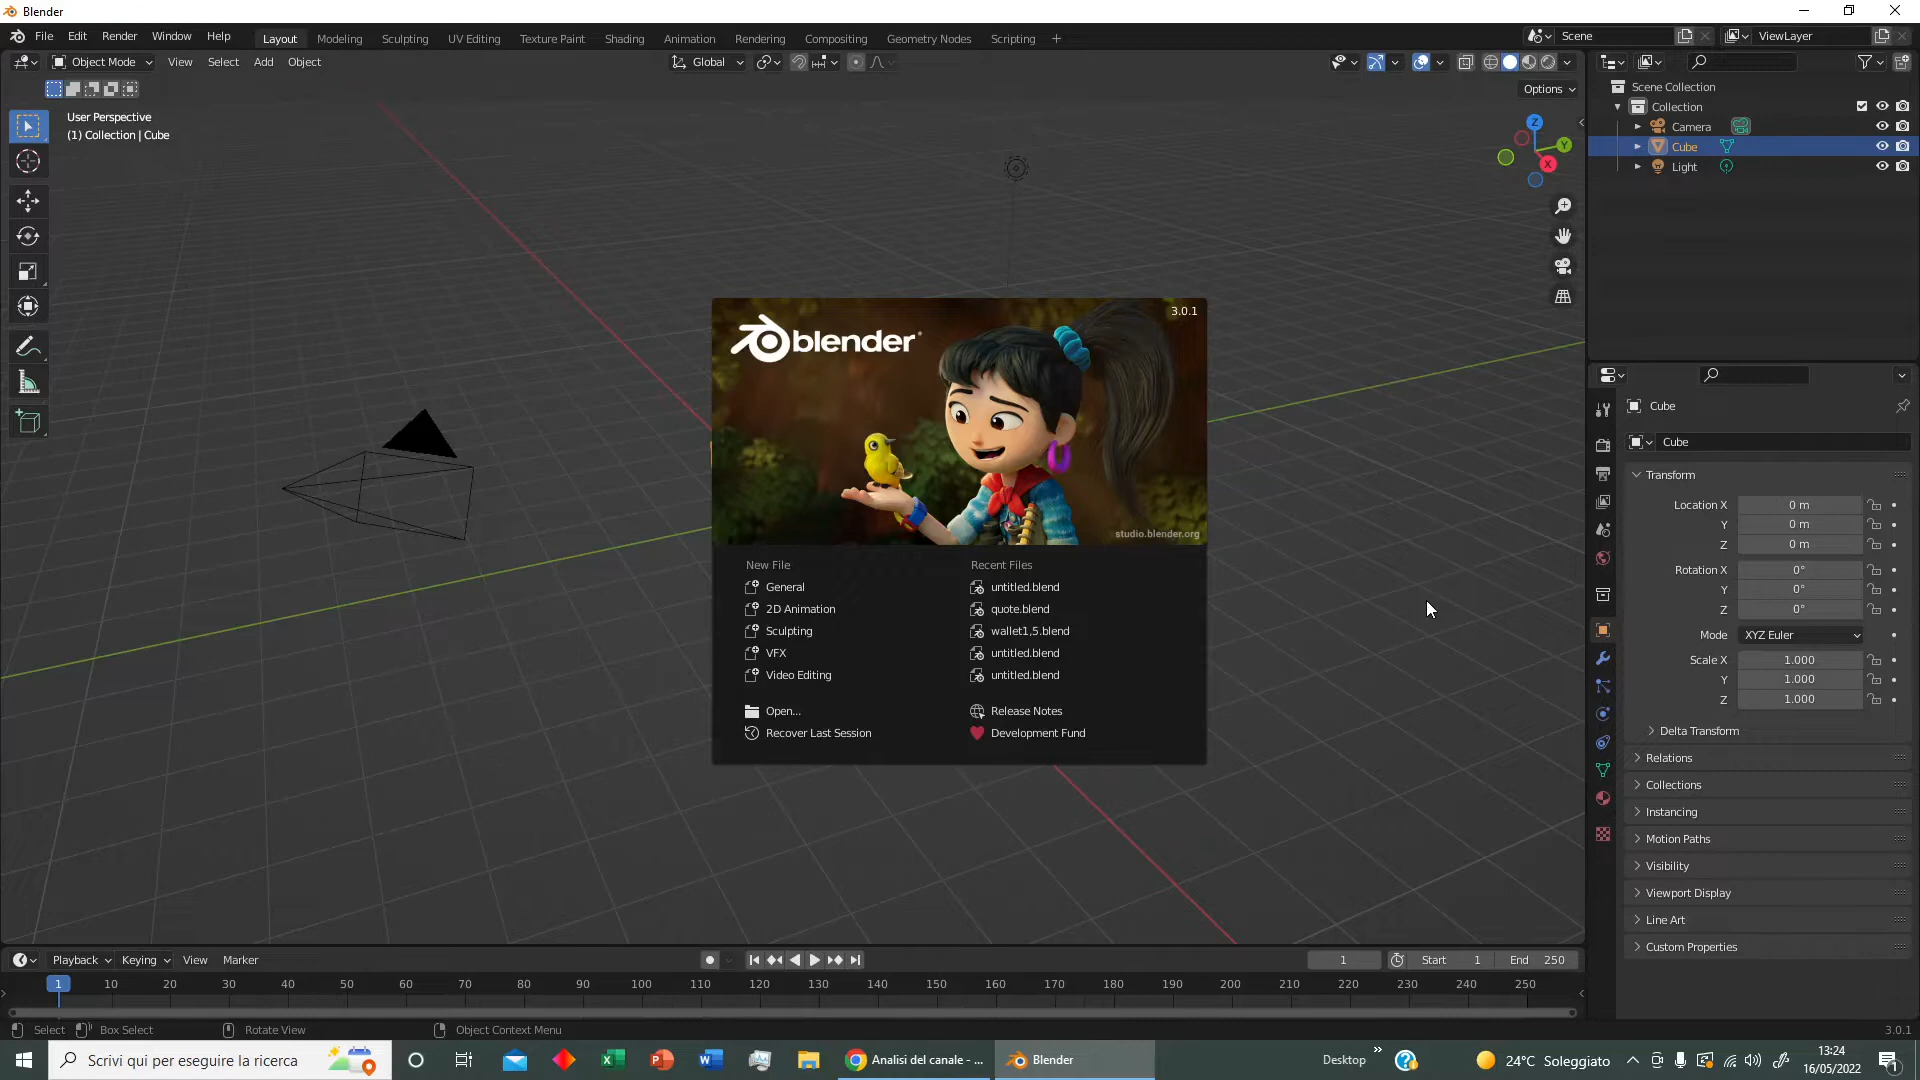 Blender
File Edit Render Window Help
Layout Modeling Sculpting UV Editing Texture Paint Shading Animation Rendering Compositing Geometry Nodes Scripting +
Scene
ViewLayer
Object Mode View Select Add Object
Global
Options
User Perspective
(1) Collection | Cube
Z
Y
X
Scene Collection
Collection
Camera
Cube
Light
3.0.1
blender
studio.blender.org
New File
General
2D Animation
Sculpting
VFX
Video Editing
Open...
Recover Last Session
Recent Files
untitled.blend
quote.blend
wallet1,5.blend
untitled.blend
untitled.blend
Release Notes
Development Fund
Cube
Cube
Transform
Location X 0 m
Y 0 m
Z 0 m
Rotation X 0°
Y 0°
Z 0°
Mode XYZ Euler
Scale X 1.000
Y 1.000
Z 1.000
Delta Transform
Relations
Collections
Instancing
Motion Paths
Visibility
Viewport Display
Line Art
Custom Properties
Playback Keying View Marker
1
Start 1 End 250
1 10 20 30 40 50 60 70 80 90 100 110 120 130 140 150 160 170 180 190 200 210 220 230 240 250
Select Box Select Rotate View Object Context Menu
3.0.1
Scrivi qui per eseguire la ricerca
Analisi del canale - ...
Blender
Desktop
24°C Soleggiato
13:24
16/05/2022
1